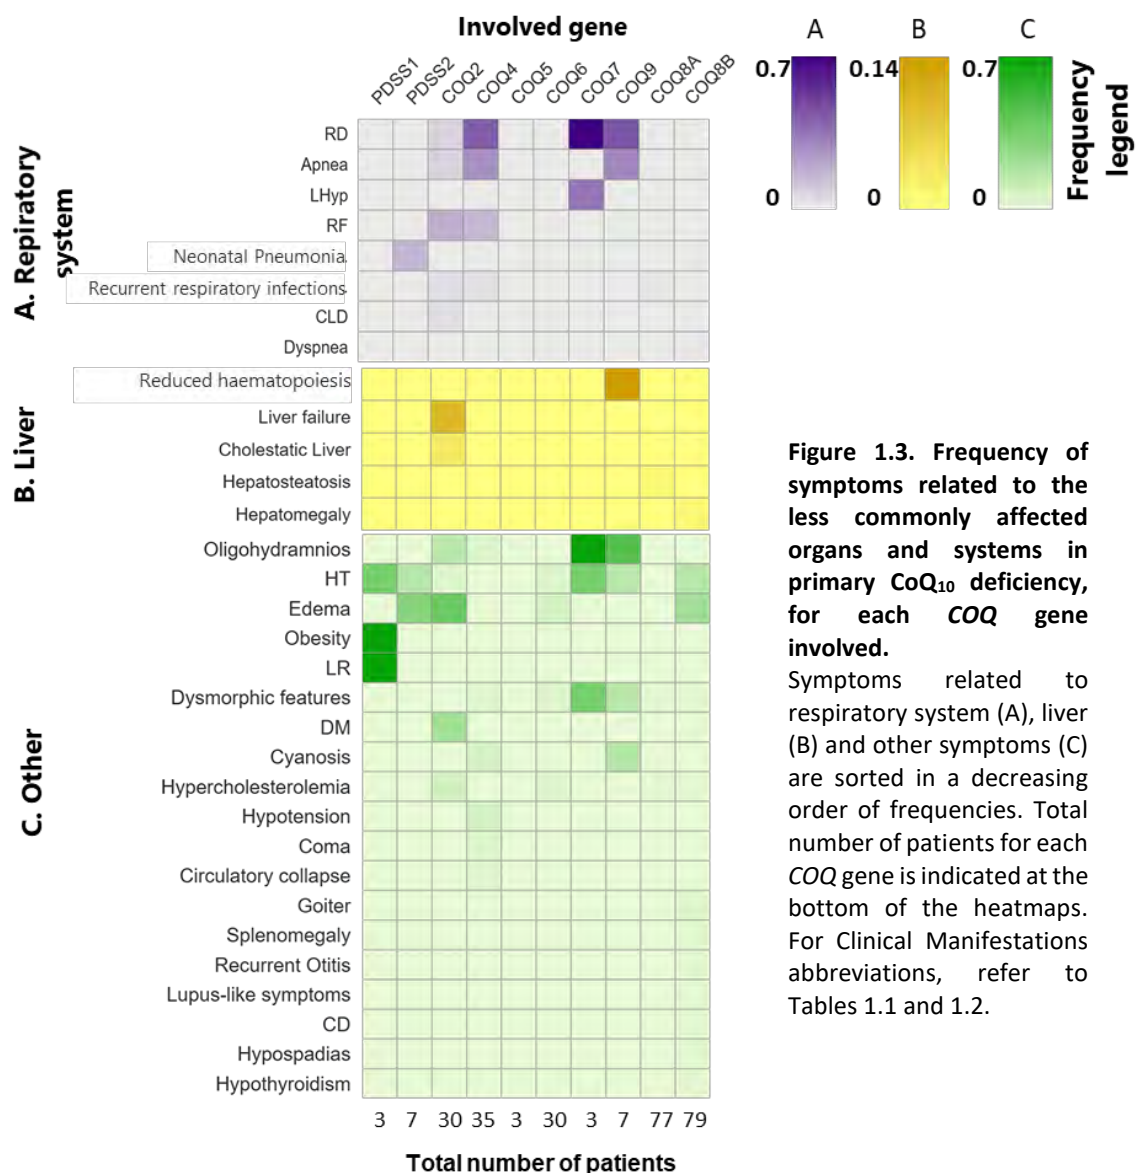 Involved gene
PDSS1
PDSS2
COQ2
COQ4
COQ5
COQ6
COQ7
COQ9
COQ8A
COQ8B
A
B
C
0.7
0
0.14
0
0.7
0
Frequency
legend
A. Repiratory
system
RD
Apnea
LHyp
RF
Neonatal Pneumonia
Recurrent respiratory infections
CLD
Dyspnea
B. Liver
Reduced haematopoiesis
Liver failure
Cholestatic Liver
Hepatosteatosis
Hepatomegaly
C. Other
Oligohydramnios
HT
Edema
Obesity
LR
Dysmorphic features
DM
Cyanosis
Hypercholesterolemia
Hypotension
Coma
Circulatory collapse
Goiter
Splenomegaly
Recurrent Otitis
Lupus-like symptoms
CD
Hypospadias
Hypothyroidism
3 7 30 35 3 30 3 7 77 79
Total number of patients
Figure 1.3. Frequency of
symptoms related to the
less commonly affected
organs and systems in
primary CoQ₁₀ deficiency,
for each COQ gene
involved.
Symptoms related to
respiratory system (A), liver
(B) and other symptoms (C)
are sorted in a decreasing
order of frequencies. Total
number of patients for each
COQ gene is indicated at the
bottom of the heatmaps.
For Clinical Manifestations
abbreviations, refer to
Tables 1.1 and 1.2.